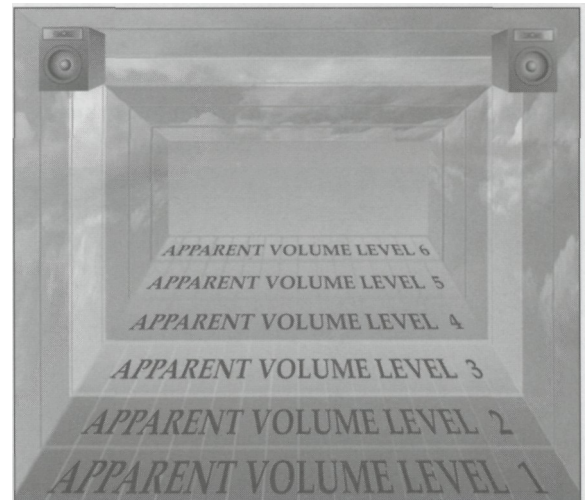 APPARENT VOLUME LEVEL 6
APPARENT VOLUME LEVEL 5
APPARENT VOLUME LEVEL 4
APPARENT VOLUME LEVEL 3
APPARENT VOLUME LEVEL 2
APPARENT VOLUME LEVEL 1